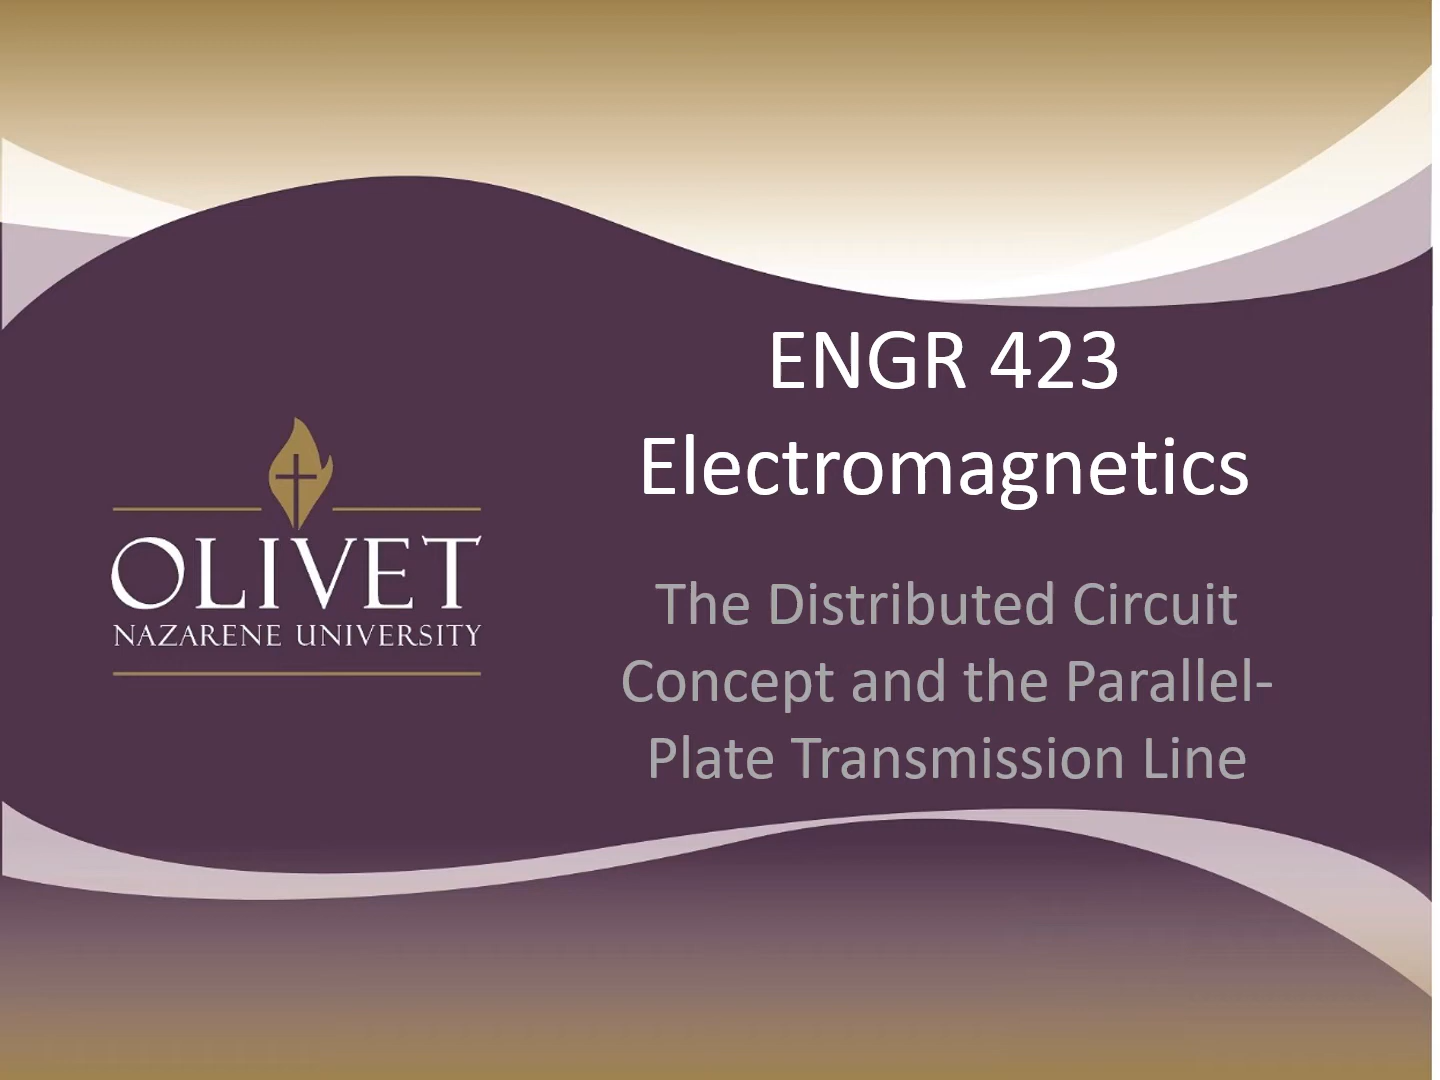 ENGR 423
Electromagnetics
OLIVET
NAZARENE UNIVERSITY
The Distributed Circuit
Concept and the Parallel-
Plate Transmission Line